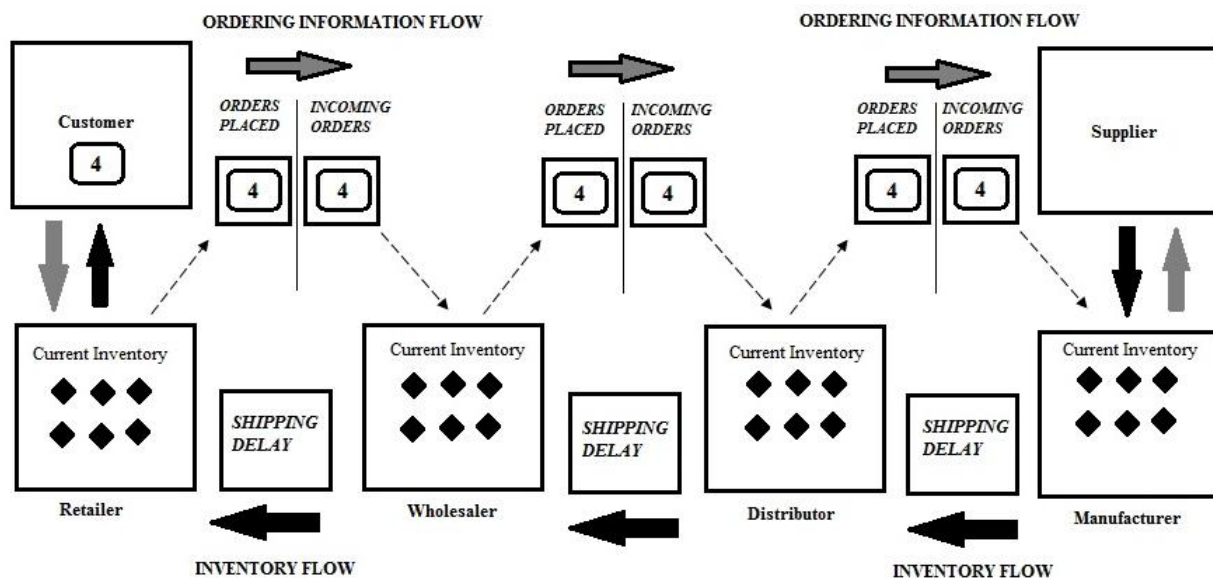 ORDERING INFORMATION FLOW
ORDERING INFORMATION FLOW
Customer
4
ORDERS PLACED
INCOMING ORDERS
4
4
ORDERS PLACED
INCOMING ORDERS
4
4
ORDERS PLACED
INCOMING ORDERS
4
4
Supplier
Current Inventory
Current Inventory
Current Inventory
Current Inventory
SHIPPING
DELAY
SHIPPING
DELAY
SHIPPING
DELAY
Retailer
Wholesaler
Distributor
Manufacturer
INVENTORY FLOW
INVENTORY FLOW